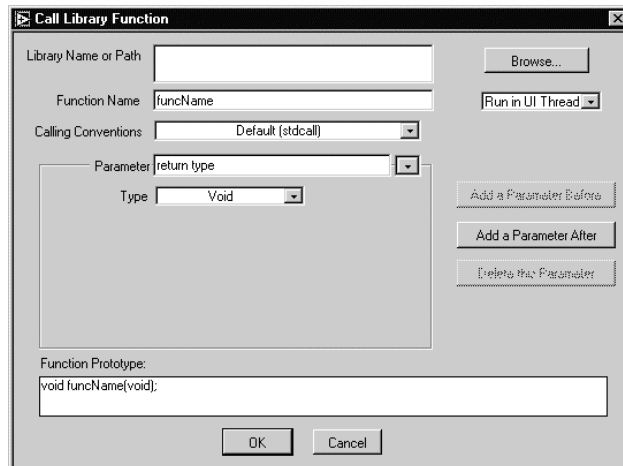 Call Library Function
Library Name or Path
Browse...
Function Name funcName
Run in UI Thread
Calling Conventions Default (stdcall)
Parameter return type
Type Void
Add a Parameter Before
Add a Parameter After
Delete this Parameter
Function Prototype:
void funcName(void);
OK Cancel